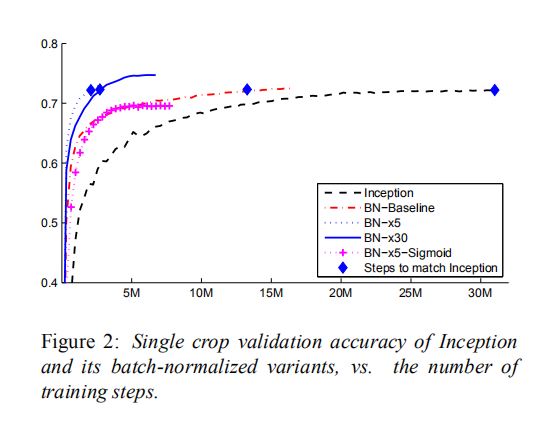 0.8
0.7
0.6
0.5
0.4
5M 10M 15M 20M 25M 30M
Inception
BN−Baseline
BN−x5
BN−x30
BN−x5−Sigmoid
Steps to match Inception
Figure 2: Single crop validation accuracy of Inception
and its batch-normalized variants, vs. the number of
training steps.